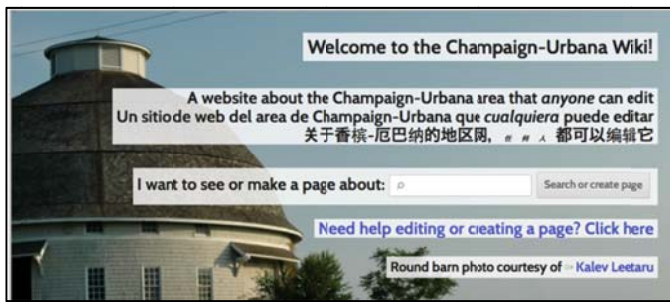 Welcome to the Champaign-Urbana Wiki!
A website about the Champaign-Urbana area that anyone can edit
Un sitiode web del area de Champaign-Urbana que cualquiera puede editar
关于香槟-厄巴纳的地区网, 都可以编辑它
I want to see or make a page about:
Search or create page
Need help editing or creating a page? Click here
Round barn photo courtesy of Kalev Leetaru